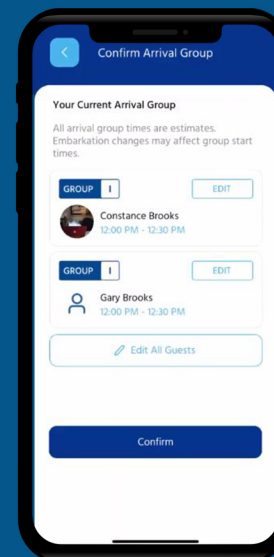 Confirm Arrival Group
Your Current Arrival Group
All arrival group times are estimates.
Embarkation changes may affect group start
times.
GROUP I EDIT
Constance Brooks
12:00 PM - 12:30 PM
GROUP I EDIT
Gary Brooks
12:00 PM - 12:30 PM
Edit All Guests
Confirm